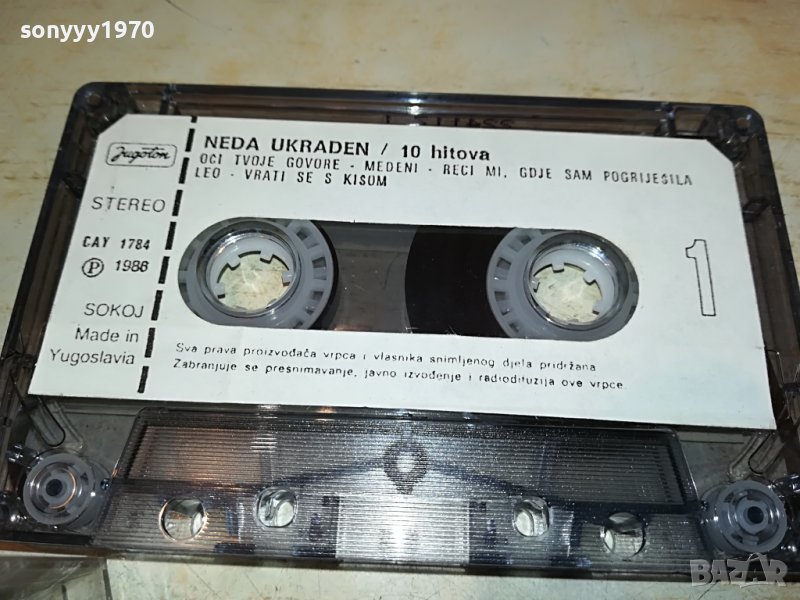 sonyyy1970
Jugoton
NEDA UKRADEN / 10 hitova
OCI TVOJE GOVORE - MEDENI - RECI MI, GDJE SAM POGRIJEŠILA
LEO - VRATI SE S KISOM
STEREO
CAY 1784
℗ 1986
1
SOKOJ
Made in
Yugoslavia
Sva prava proizvođača vrpca i vlasnika snimljenog djela pridržana
Zabranjuje se presnimavanje, javno izvođenje i radiodifuzija ove vrpce.
BAZAR